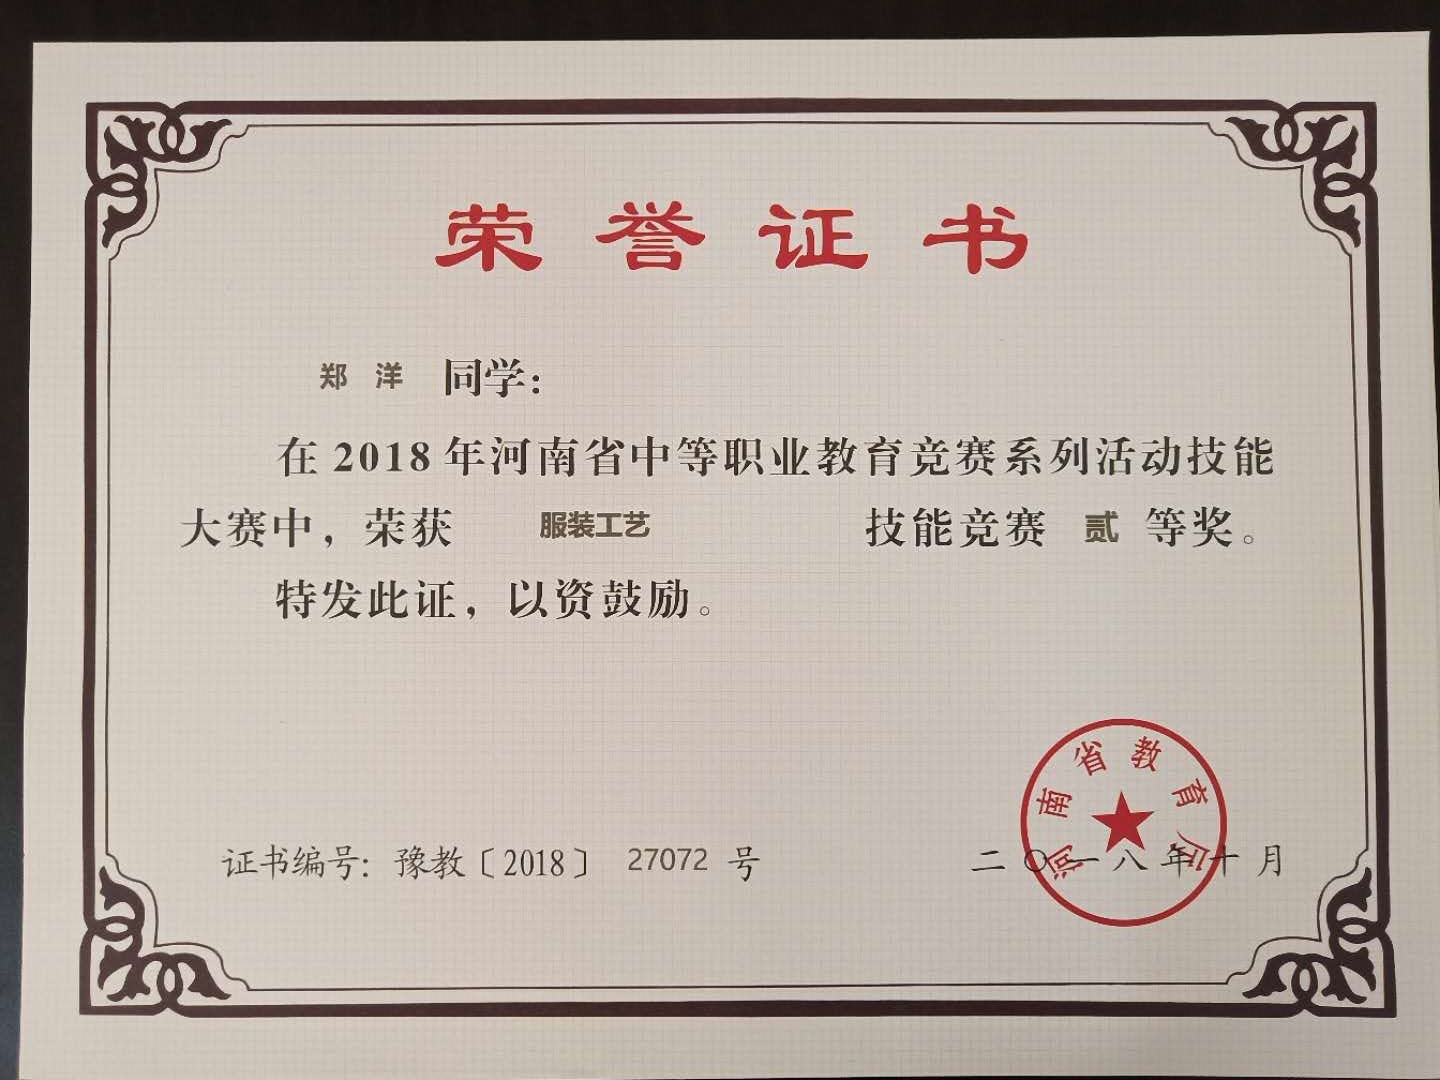 荣誉证书
郑洋 同学：
在2018年河南省中等职业教育竞赛系列活动技能
大赛中，荣获 服装工艺 技能竞赛 贰 等奖。
特发此证，以资鼓励。
河南省教育厅
证书编号：豫教〔2018〕 27072 号
二〇一八年十月